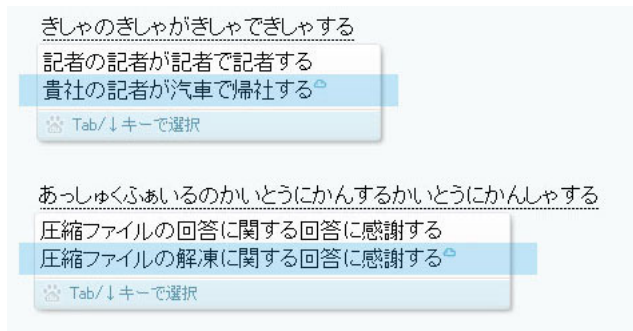 きしゃのきしゃがきしゃできしゃする
記者の記者が記者で記者する
貴社の記者が汽車で帰社する
Tab/↓キーで選択
あっしゅくふぁいるのかいとうにかんするかいとうにかんしゃする
圧縮ファイルの回答に関する回答に感謝する
圧縮ファイルの解凍に関する回答に感謝する
Tab/↓キーで選択